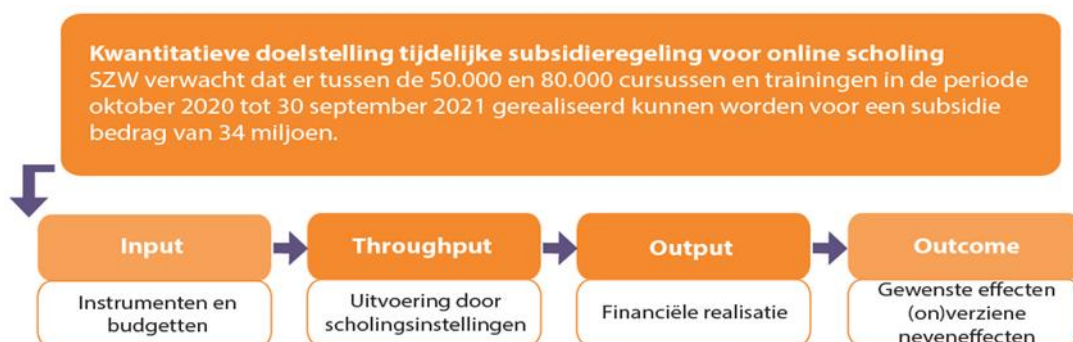 Kwantitatieve doelstelling tijdelijke subsidieregeling voor online scholing
SZW verwacht dat er tussen de 50.000 en 80.000 cursussen en trainingen in de periode
oktober 2020 tot 30 september 2021 gerealiseerd kunnen worden voor een subsidie
bedrag van 34 miljoen.
Input
Throughput
Output
Outcome
Instrumenten en
budgetten
Uitvoering door
scholingsinstellingen
Financiële realisatie
Gewenste effecten
(on)verziene
neveneffecten